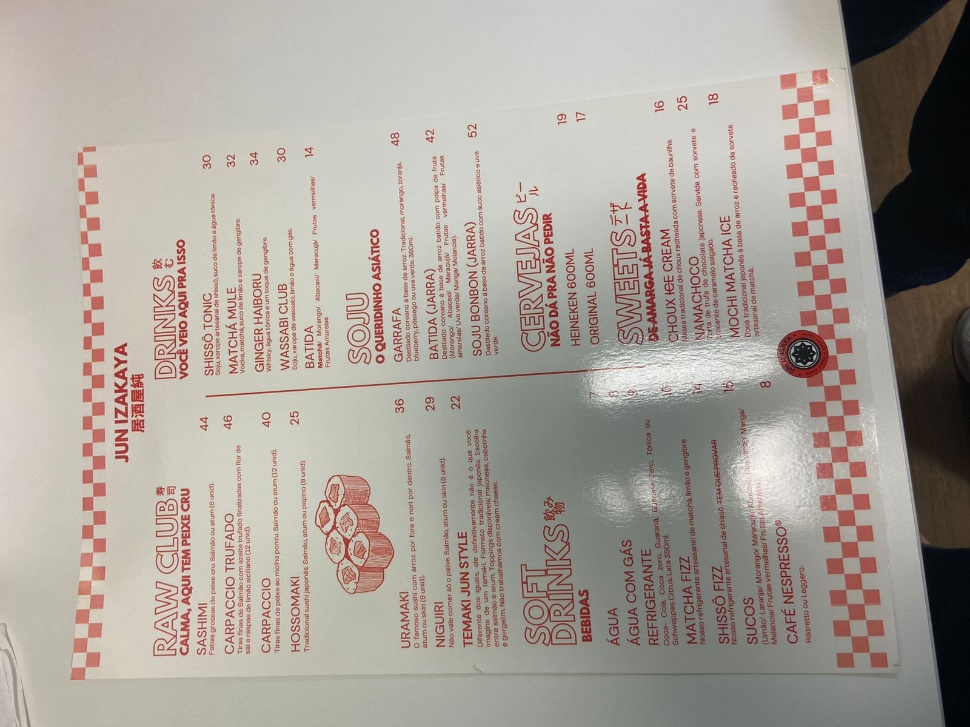 JUN IZAKAYA
居酒屋純
RAW CLUB 寿司
CALMA, AQUI TEM PEIXE CRU
SASHIMI 44
Fatias grossas de peixe cru. Salmão ou atum (6 unid).
CARPACCIO TRUFADO 46
Tiras finas de Salmão com azeite trufado finalizadas com flor de
sal e raspas de limão siciliano (12 unid).
CARPACCIO 40
Tiras finas de peixe ao molho ponzu. Salmão ou atum (12 unid).
HOSSOMAKI 25
Tradicional sushi japonês. Salmão, atum ou pepino (8 unid).
URAMAKI 36
O famoso sushi com arroz por fora e nori por dentro. Salmão,
atum ou skin (8 unid).
NIGUIRI 29
Não vale comer só o peixe. Salmão, atum ou skin (6 unid).
TEMAKI JUN STYLE 22
Diferente dos iguais, ele definitivamente não é o que você
imagina de um temaki. Formato tradicional japonês. Escolha
entre salmão e atum. Toppings disponíveis: maionese, cebolinha
e gergelim. Não trabalhamos com cream cheese.
SOFT
DRINKS 飲み物
BEBIDAS
ÁGUA 8
ÁGUA COM GÁS
REFRIGERANTE
Coca-Cola, Coca zero, Guaraná, Guaraná zero, Tônica ou
Schweppes Citrus. Lata 350ml.
MATCHA FIZZ 14
Nosso refrigerante artesanal de matchá, limão e gengibre
SHISSÔ FIZZ 15
Nosso refrigerante artesanal de shissô. TEM QUE PROVAR
SUCOS
(Limão/ Laranja/ Morango/ Maracujá/ Manga/
Melancia/ Frutas vermelhas/ Frutas
CAFÉ NESPRESSO® 8
Ristretto ou Leggero.
DRINKS 飲む
VOCÊ VEIO AQUI PRA ISSO
SHISSÔ TONIC 30
Soju, xarope artesanal de shissô, suco de limão e água tônica
MATCHÁ MULE 32
Vodka, matchá, suco de limão e xarope de gengibre.
GINGER HAIBORU 34
Whisky, água tônica e um toque de gengibre.
WASSABI CLUB 30
Soju, xarope de wassabi, limão e água com gás.
BATIDA 14
Matcha/ Morango/ Abacaxi/ Maracujá/ Frutas vermelhas/
Frutas Amarelas
SOJU
O QUERIDINHO ASIÁTICO
GARRAFA 48
Destilado coreano à base de arroz. Tradicional, morango, toranja,
blueberry, pêssego ou uva verde. 360ml.
BATIDA (JARRA) 42
Destilado coreano à base de arroz batido com polpa de fruta
(Morango/ Abacaxi/ Maracujá/ Frutas vermelhas/ Frutas
amarelas/ Uva verde/ Manga/ Melancia).
SOJU BONBON (JARRA) 52
Destilado coreano à base de arroz batido com suco asiático e uva
verde
CERVEJAS ビール
NÃO DÁ PRA NÃO PEDIR
HEINEKEN 600ML 19
ORIGINAL 600ML 17
SWEETS デザート
DE AMARGA JÁ BASTA A VIDA
CHOUX ICE CREAM 16
Massa tradicional de choux recheada com sorvete de baunilha.
NAMACHOCO 25
Torta de trufa de chocolate japonesa. Servida com sorvete e
crocante de caramelo salgado.
MOCHI MATCHA ICE 18
Doce tradicional japonês à base de arroz e recheado de sorvete
artesanal de matchá.